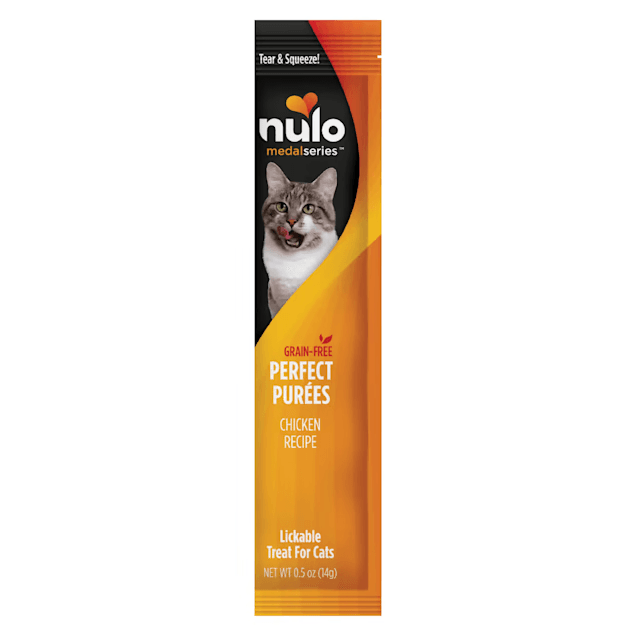 Tear & Squeeze!
nulo
medalseries™
GRAIN-FREE
PERFECT
PURÉES
CHICKEN
RECIPE
Lickable
Treat For Cats
NET WT 0.5 oz (14g)